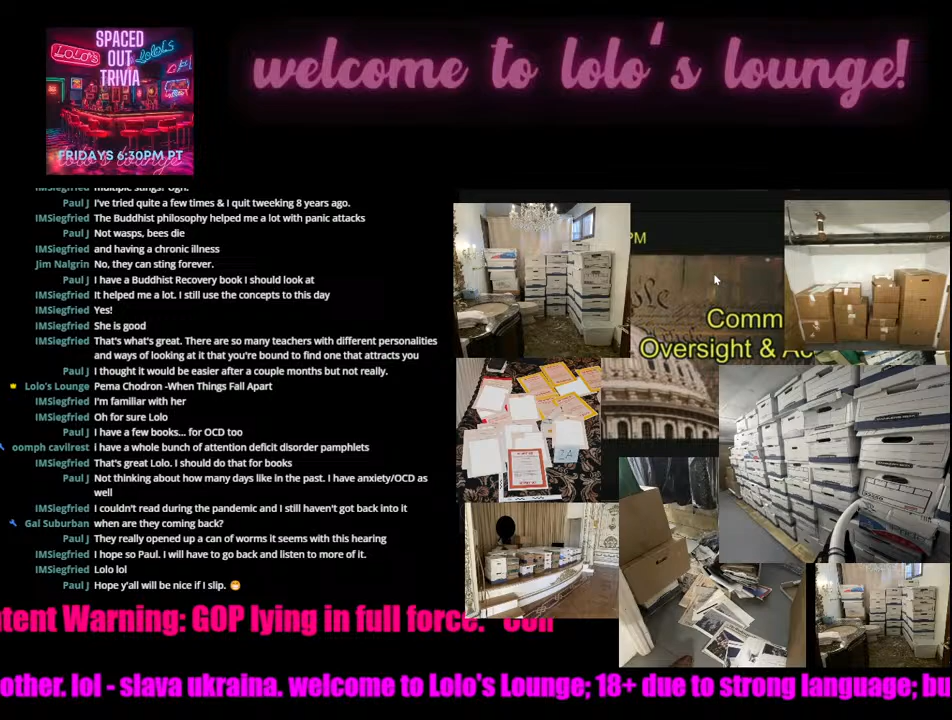 SPACED
OUT
TRIVIA
LOLO'S
LOLOLS
FRIDAYS 6:30PM PT
lolo's lounge
welcome to lolo's lounge!
IMSiegfried multiple stings? Ugh.
Paul J I've tried quite a few times & I quit tweeking 8 years ago.
IMSiegfried The Buddhist philosophy helped me a lot with panic attacks
Paul J Not wasps, bees die
IMSiegfried and having a chronic illness
Jim Nalgrin No, they can sting forever.
Paul J I have a Buddhist Recovery book I should look at
IMSiegfried It helped me a lot. I still use the concepts to this day
IMSiegfried Yes!
IMSiegfried She is good
IMSiegfried That's what's great. There are so many teachers with different personalities
and ways of looking at it that you're bound to find one that attracts you
Paul J I thought it would be easier after a couple months but not really.
Lolo's Lounge Pema Chodron -When Things Fall Apart
IMSiegfried I'm familiar with her
IMSiegfried Oh for sure Lolo
Paul J I have a few books... for OCD too
oomph cavilrest I have a whole bunch of attention deficit disorder pamphlets
IMSiegfried That's great Lolo. I should do that for books
Paul J Not thinking about how many days like in the past. I have anxiety/OCD as
well
IMSiegfried I couldn't read during the pandemic and I still haven't got back into it
Gal Suburban when are they coming back?
Paul J They really opened up a can of worms it seems with this hearing
IMSiegfried I hope so Paul. I will have to go back and listen to more of it.
IMSiegfried Lolo lol
Paul J Hope y'all will be nice if I slip. 😁
PM
Comm
Oversight & Ac
2A
tent Warning: GOP lying in full force. "Con
other. lol - slava ukraina. welcome to Lolo's Lounge; 18+ due to strong language; bu